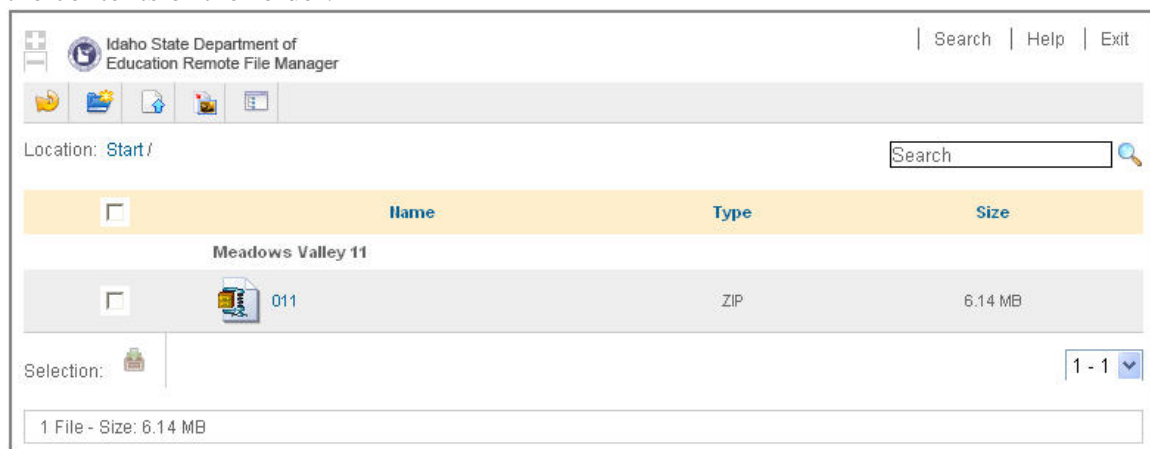 | Search | Help | Exit
Idaho State Department of
Education Remote File Manager
Location: Start /
Search
Name Type Size
Meadows Valley 11
011 ZIP 6.14 MB
Selection:
1 - 1
1 File - Size: 6.14 MB